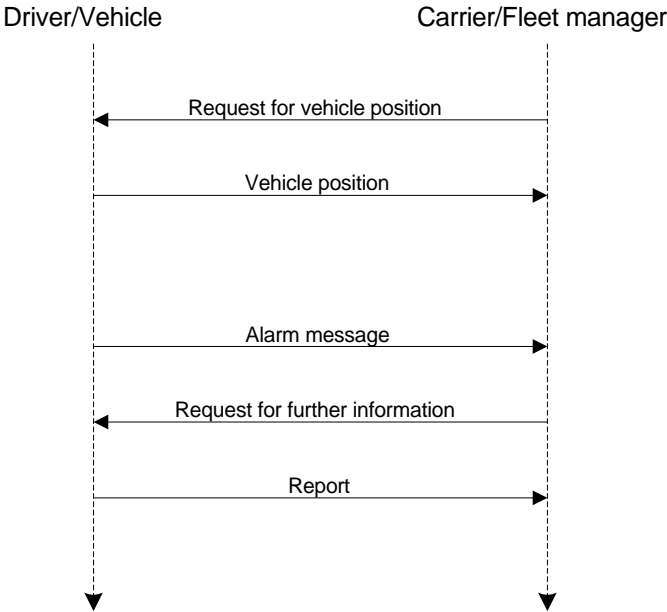 Driver/Vehicle
Carrier/Fleet manager
Request for vehicle position
Vehicle position
Alarm message
Request for further information
Report